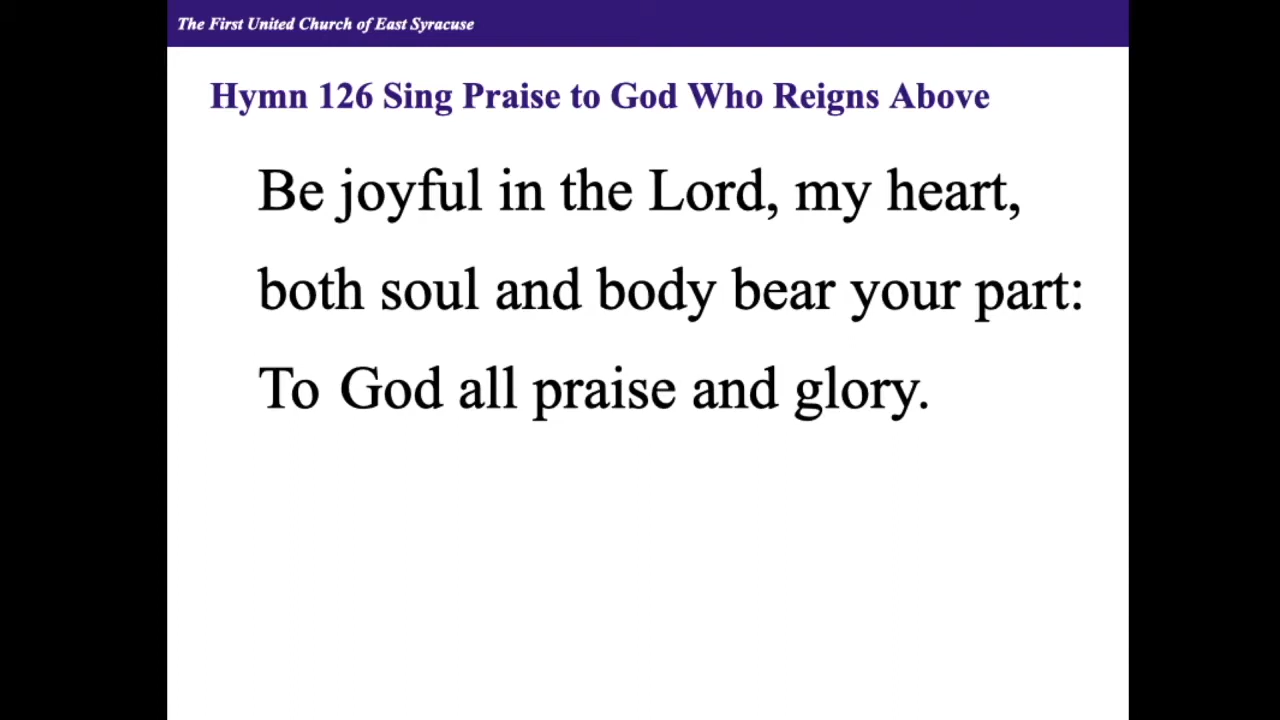 The First United Church of East Syracuse
Hymn 126 Sing Praise to God Who Reigns Above
Be joyful in the Lord, my heart,
both soul and body bear your part:
To God all praise and glory.